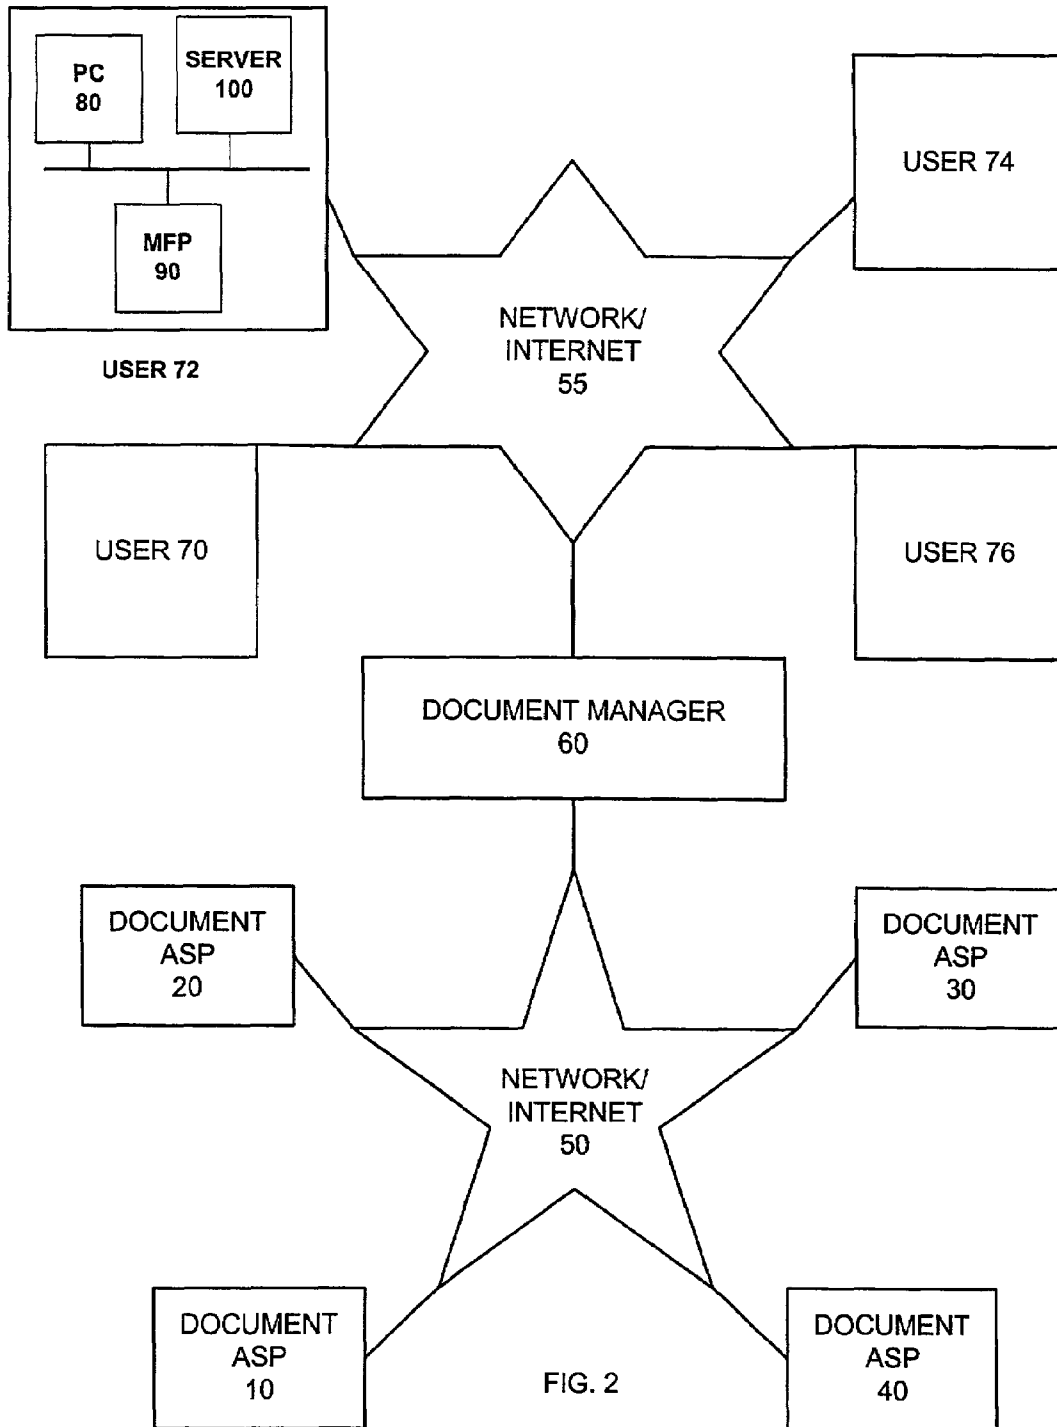 PC
80
SERVER
100
MFP
90
USER 72
USER 74
NETWORK/
INTERNET
55
USER 70
USER 76
DOCUMENT MANAGER
60
DOCUMENT
ASP
20
DOCUMENT
ASP
30
NETWORK/
INTERNET
50
DOCUMENT
ASP
10
DOCUMENT
ASP
40
FIG. 2